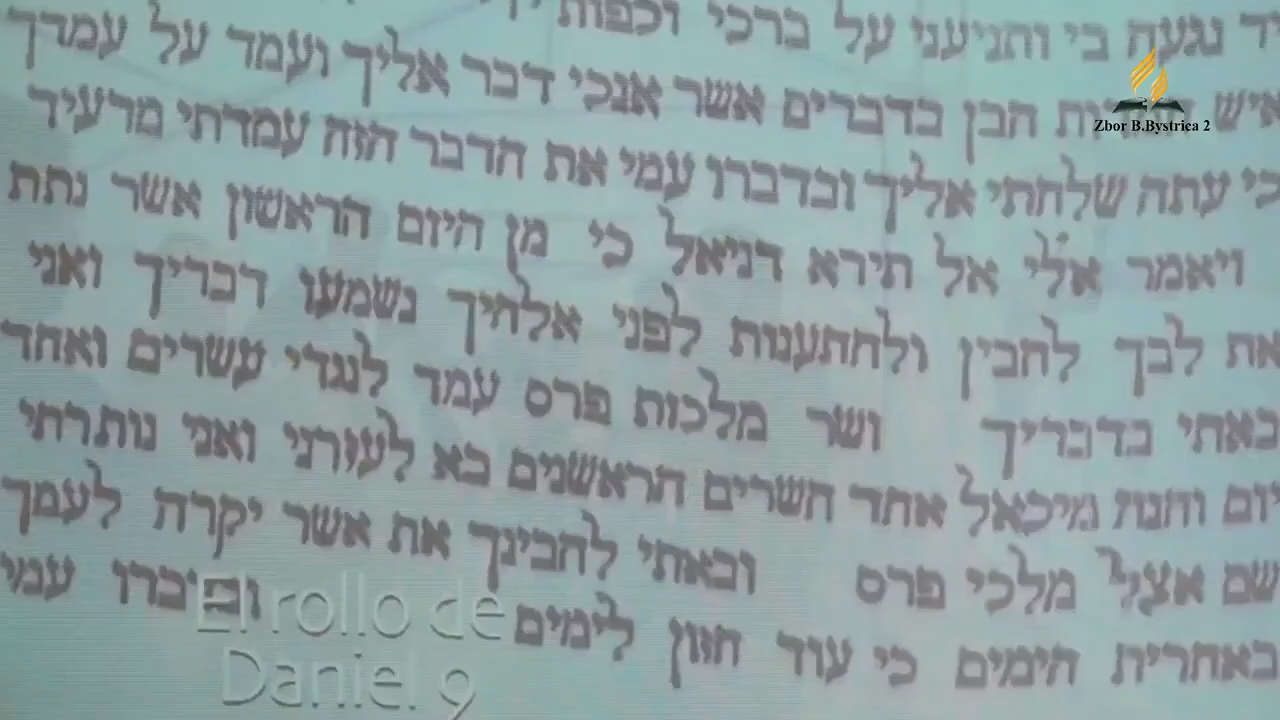 יד נגעה בי ותניעני על ברכי וכפות
איש הבן בדברים אשר אנכי דבר אליך ועמד על עמדך
כי עתה שלחתי אליך ובדברו עמי את הדבר הזה עמדתי מרעיד
ויאמר אלי אל תירא דניאל כי מן היום הראשון אשר נתת
את לבך להבין ולהתענות לפני אלהיך נשמעו דבריך ואני
באתי בדבריך ושר מלכות פרס עמד לנגדי עשרים ואחד
יום והנה מיכאל אחד השרים הראשנים בא לעזרני ואני נותרתי
שם אצל מלכי פרס ובאתי להבינך את אשר יקרה לעמך
באחרית הימים כי עוד חזון לימים ובדברו עמי
Zbor B.Bystrica 2
El rollo de
Daniel 9